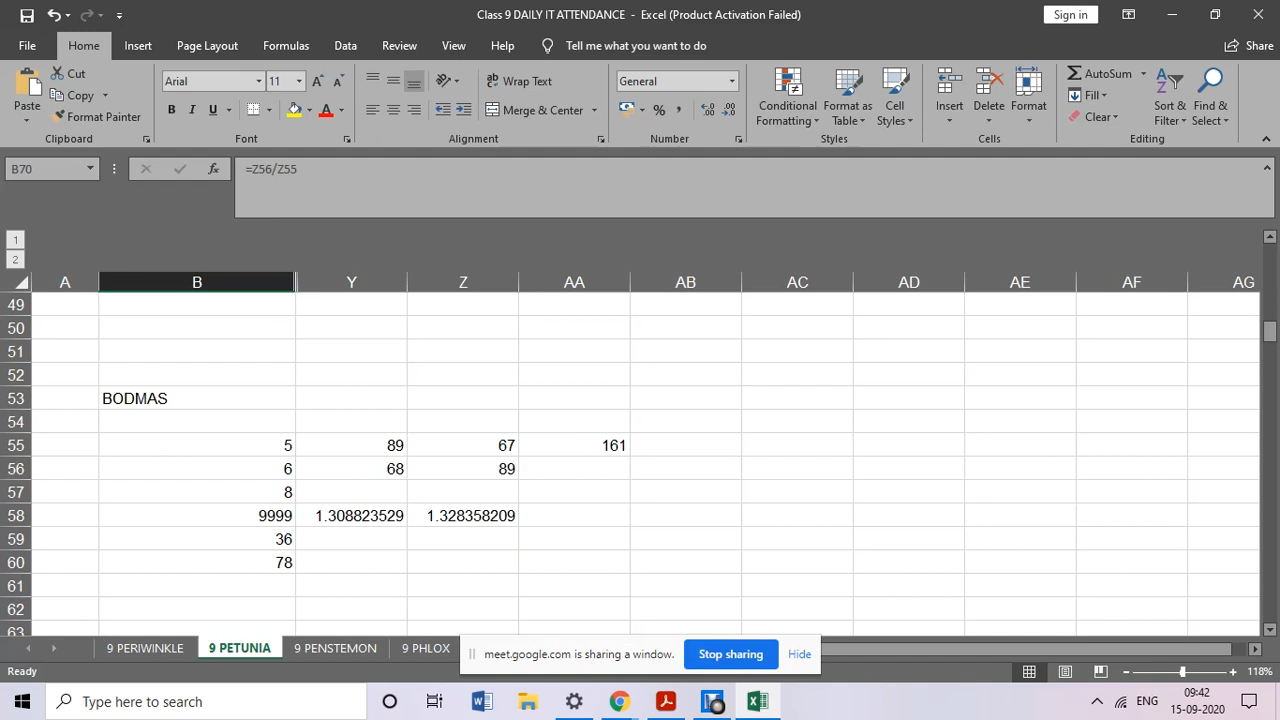 Class 9 DAILY IT ATTENDANCE - Excel (Product Activation Failed)
Sign in
File Home Insert Page Layout Formulas Data Review View Help Tell me what you want to do Share
Paste
Cut
Copy
Format Painter
Clipboard
Arial 11
B I U
Font
Wrap Text
Merge & Center
Alignment
General
Number
Conditional Formatting
Format as Table
Cell Styles
Styles
Insert Delete Format
Cells
AutoSum
Fill
Clear
Sort & Filter
Find & Select
Editing
B70 fx =Z56/Z55
1
2
A B Y Z AA AB AC AD AE AF AG
49
50
51
52
53 BODMAS
54
55 5 89 67 161
56 6 68 89
57 8
58 9999 1.308823529 1.328358209
59 36
60 78
61
62
63
9 PERIWINKLE 9 PETUNIA 9 PENSTEMON 9 PHLOX
meet.google.com is sharing a window. Stop sharing Hide
Ready 118%
Type here to search
ENG 09:42
15-09-2020